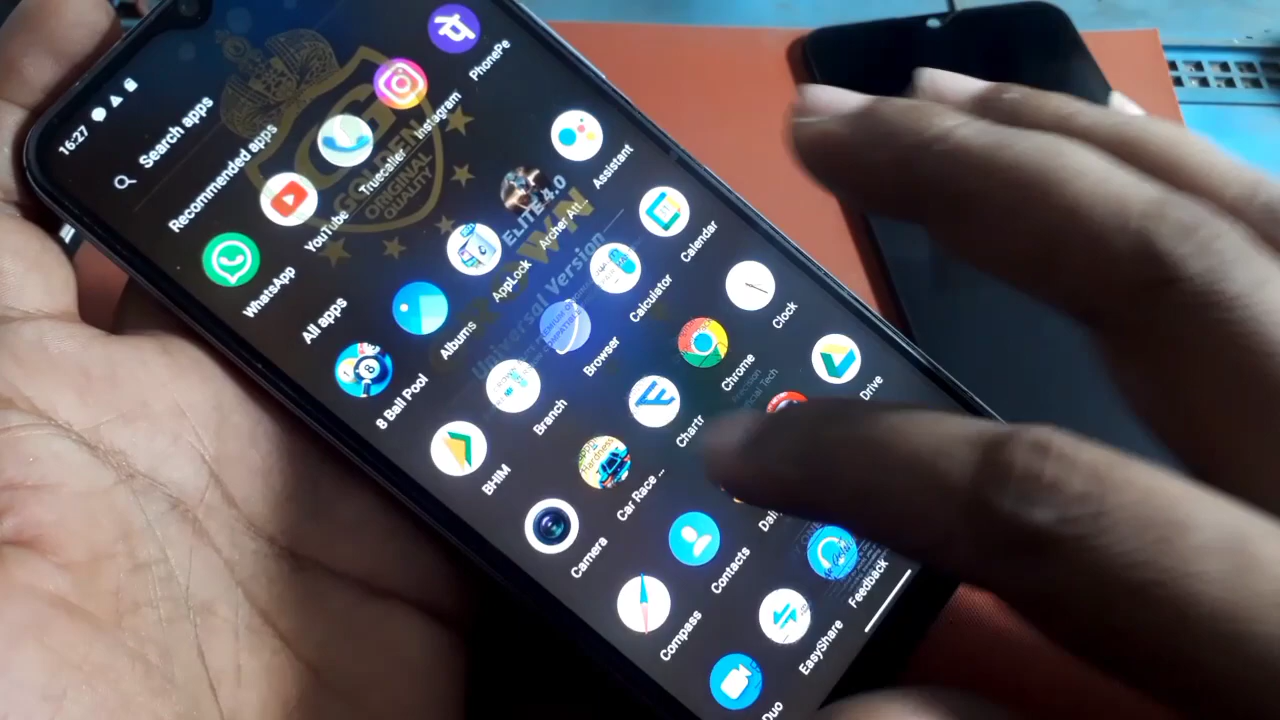 16:27
Search apps
Recommended apps
WhatsApp
YouTube
Truecaller
Instagram
PhonePe
All apps
8 Ball Pool
Albums
AppLock
Archer Att...
Assistant
BHIM
Branch
Browser
Calculator
Calendar
Camera
Car Race ...
Chartr
Chrome
Clock
Compass
Contacts
Drive
Duo
EasyShare
Feedback
OG
GOLDEN
ORIGINAL
QUALITY
ELITE 4.0
Universal Version